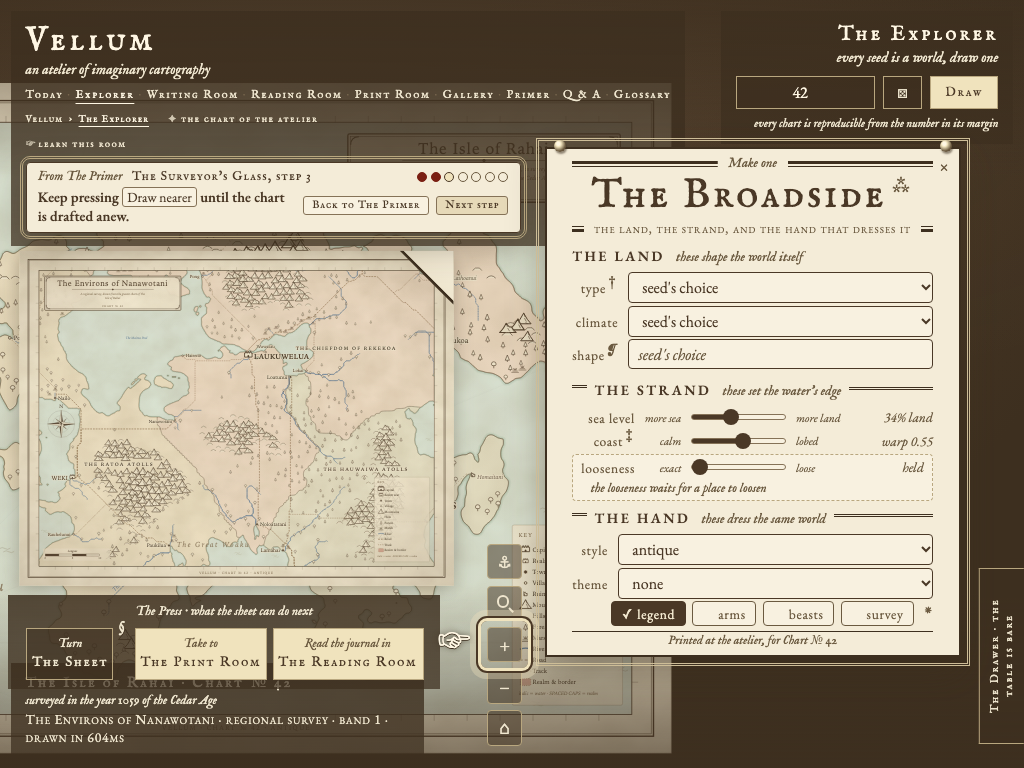 Vellum
an atelier of imaginary cartography
The Explorer
every seed is a world, draw one
42
Draw
every chart is reproducible from the number in its margin
Today · Explorer · Writing Room · Reading Room · Print Room · Gallery · Primer · Q & A · Glossary
Vellum › The Explorer ✦ the chart of the atelier
☞ learn this room
The Isle of Raha
From The Primer The Surveyor's Glass, step 3
Keep pressing Draw nearer until the chart
is drafted anew.
Back to The Primer
Next step
Make one
×
The Broadside ⁂
the land, the strand, and the hand that dresses it
THE LAND these shape the world itself
type † seed's choice
climate seed's choice
shape ¶ seed's choice
THE STRAND these set the water's edge
sea level more sea more land 34% land
coast ‡ calm lobed warp 0.55
looseness exact loose held
the looseness waits for a place to loosen
THE HAND these dress the same world
style antique
theme none
✓ legend arms beasts survey *
Printed at the atelier, for Chart № 42
The Environs of Nanawotani
THE CHIEFDOM OF REKEROA
LAUKUWELUA
THE RATOA ATOLLS
THE HAUWAIWA ATOLLS
WEKI
Nokotatani
The Great Waaka
Homatani
VELLUM · CHART № 42 · ANTIQUE
KEY
Realm & border
The Press · what the sheet can do next
Turn
The Sheet
§
Take to
The Print Room
Read the journal in
The Reading Room
The Isle of Rahai · Chart № 42
surveyed in the year 1059 of the Cedar Age
The Environs of Nanawotani · regional survey · band 1 ·
drawn in 604ms
+
−
The Drawer · the
table is bare